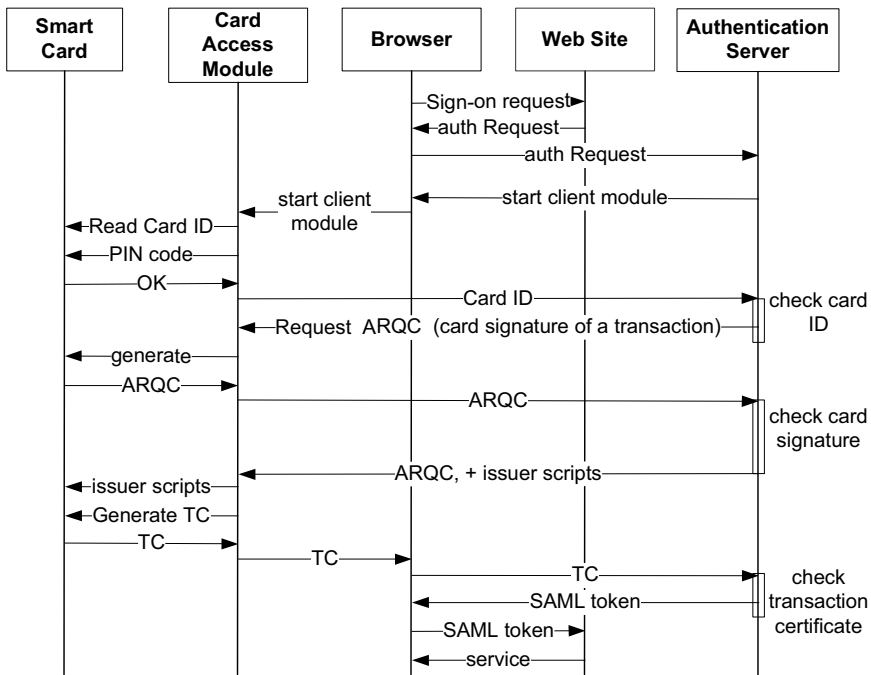 Smart
Card
Card
Access
Module
Browser
Web Site
Authentication
Server
Sign-on request
auth Request
auth Request
start client module
start client
module
Read Card ID
PIN code
OK
Card ID
check card
ID
Request ARQC (card signature of a transaction)
generate
ARQC
ARQC
check card
signature
ARQC, + issuer scripts
issuer scripts
Generate TC
TC
TC
TC
check
transaction
certificate
SAML token
SAML token
service